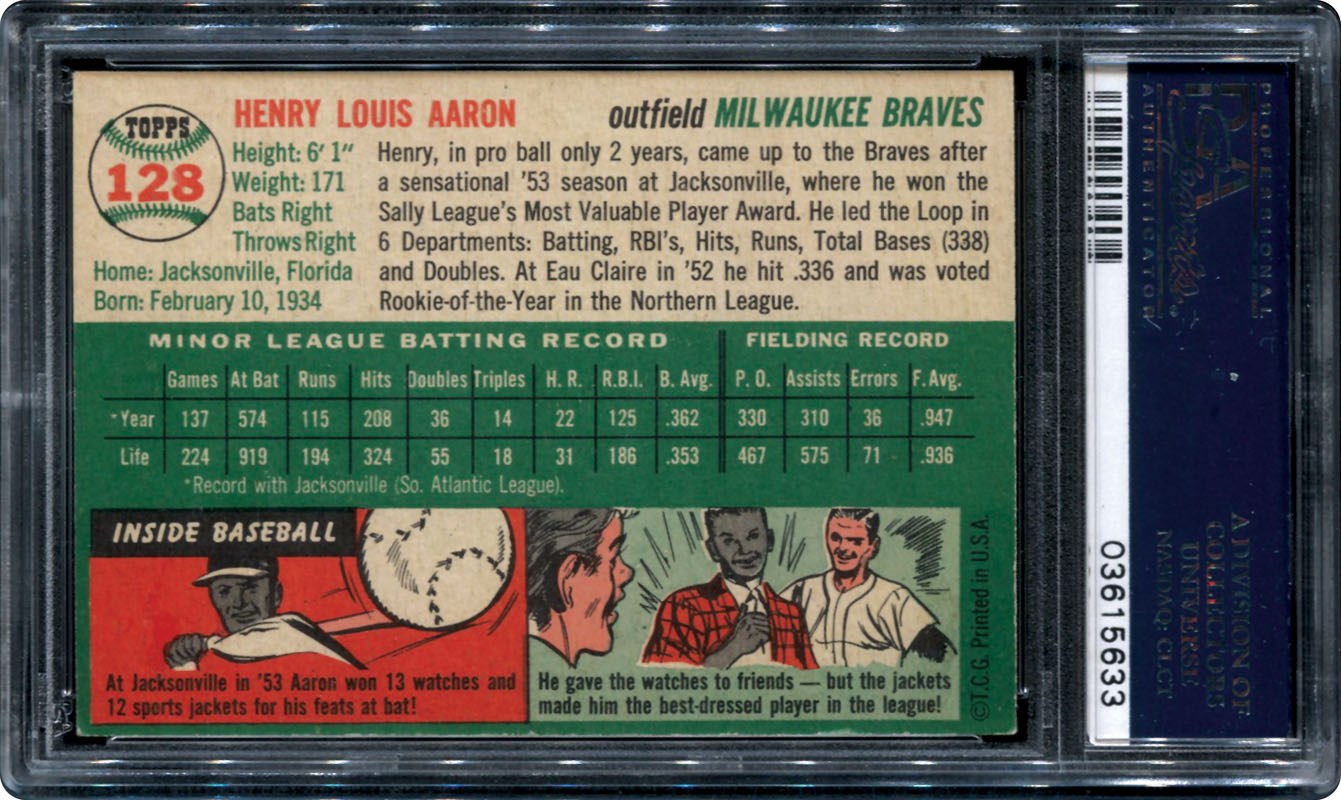 TOPPS
128
HENRY LOUIS AARON
outfield MILWAUKEE BRAVES
Height: 6' 1"
Weight: 171
Bats Right
Throws Right
Home: Jacksonville, Florida
Born: February 10, 1934
Henry, in pro ball only 2 years, came up to the Braves after
a sensational '53 season at Jacksonville, where he won the
Sally League's Most Valuable Player Award. He led the Loop in
6 Departments: Batting, RBI's, Hits, Runs, Total Bases (338)
and Doubles. At Eau Claire in '52 he hit .336 and was voted
Rookie-of-the-Year in the Northern League.
MINOR LEAGUE BATTING RECORD FIELDING RECORD
Games At Bat Runs Hits Doubles Triples H. R. R.B.I. B. Avg. P. O. Assists Errors F. Avg.
*Year 137 574 115 208 36 14 22 125 .362 330 310 36 .947
Life 224 919 194 324 55 18 31 186 .353 467 575 71 .936
*Record with Jacksonville (So. Atlantic League).
INSIDE BASEBALL
At Jacksonville in '53 Aaron won 13 watches and
12 sports jackets for his feats at bat!
He gave the watches to friends — but the jackets
made him the best-dressed player in the league!
©T.C.G. Printed in U.S.A.
03615633
PSA
PROFESSIONAL
AUTHENTICATOR
A DIVISION OF
COLLECTORS
UNIVERSE
NASDAQ: CLCT